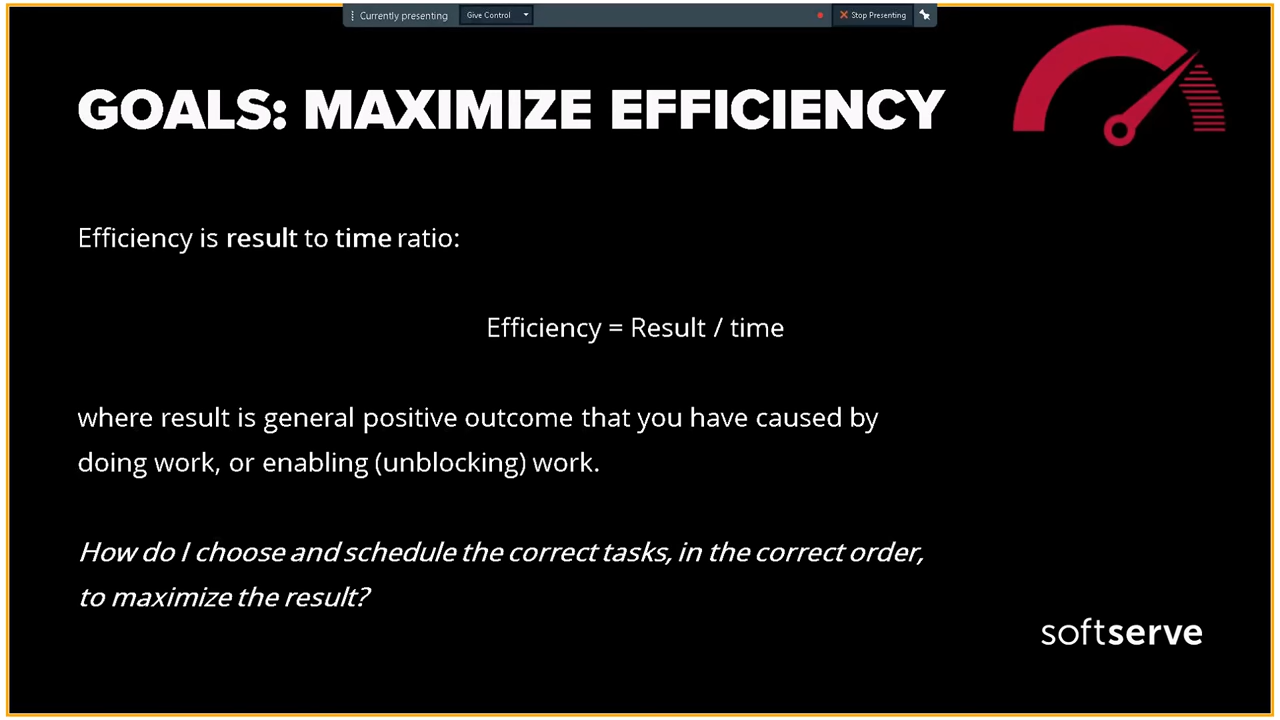 Currently presenting Give Control Stop Presenting
GOALS: MAXIMIZE EFFICIENCY
Efficiency is result to time ratio:
Efficiency = Result / time
where result is general positive outcome that you have caused by
doing work, or enabling (unblocking) work.
How do I choose and schedule the correct tasks, in the correct order,
to maximize the result?
softserve